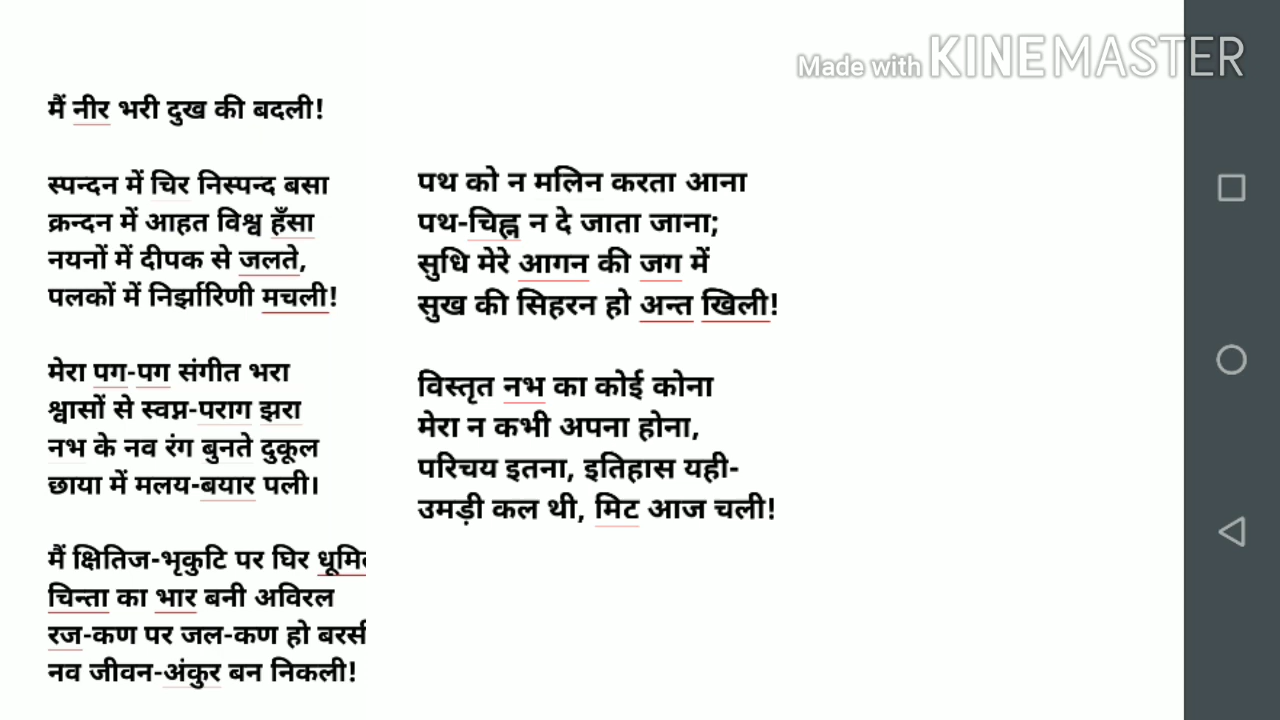 Made with KINEMASTER
मैं नीर भरी दुख की बदली!
स्पन्दन में चिर निस्पन्द बसा
क्रन्दन में आहत विश्व हँसा
नयनों में दीपक से जलते,
पलकों में निर्झारिणी मचली!
मेरा पग-पग संगीत भरा
श्वासों से स्वप्न-पराग झरा
नभ के नव रंग बुनते दुकूल
छाया में मलय-बयार पली।
मैं क्षितिज-भृकुटि पर घिर
चिन्ता का भार बनी अविरल
रज-कण पर जल-कण हो बरसी
नव जीवन-अंकुर बन निकली!
पथ को न मलिन करता आना
पथ-चिह्न न दे जाता जाना;
सुधि मेरे आगन की जग में
सुख की सिहरन हो अन्त खिली!
विस्तृत नभ का कोई कोना
मेरा न कभी अपना होना,
परिचय इतना, इतिहास यही-
उमड़ी कल थी, मिट आज चली!